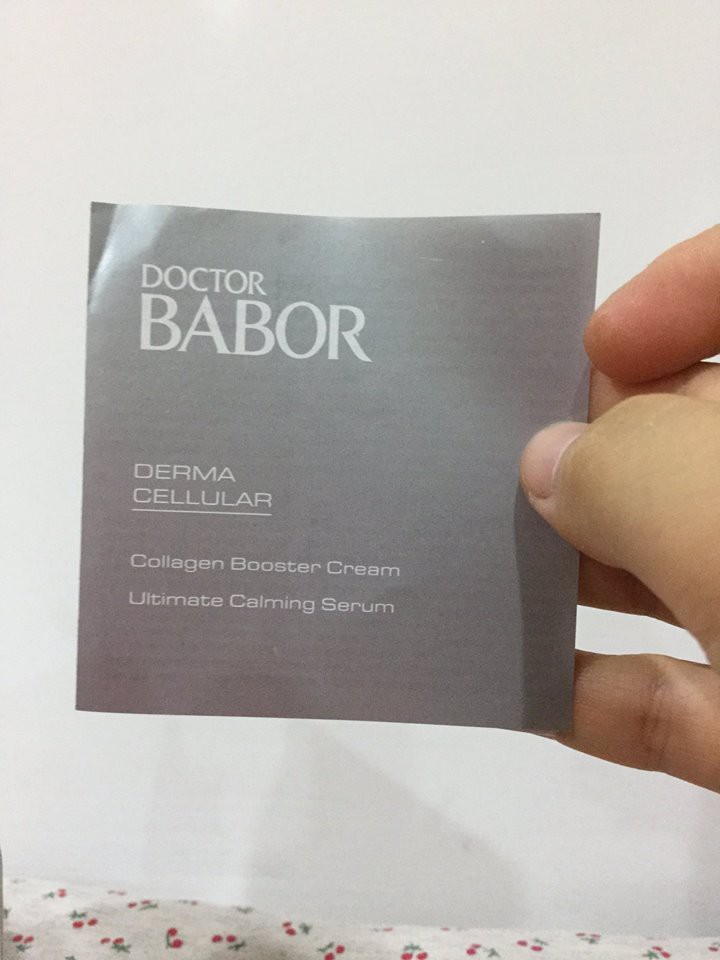 DOCTOR
BABOR
DERMA
CELLULAR
Collagen Booster Cream
Ultimate Calming Serum